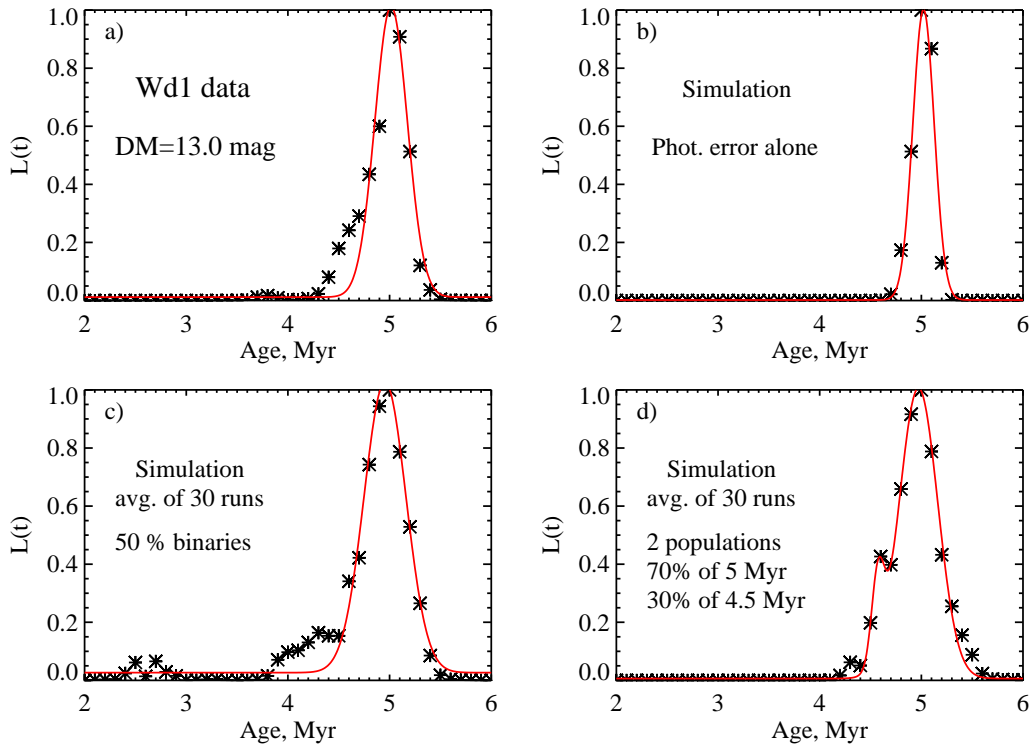 a)
Wd1 data
DM=13.0 mag
L(t)
1.0
0.8
0.6
0.4
0.2
0.0
2 3 4 5 6
Age, Myr
b)
Simulation
Phot. error alone
L(t)
1.0
0.8
0.6
0.4
0.2
0.0
2 3 4 5 6
Age, Myr
c)
Simulation
avg. of 30 runs
50 % binaries
L(t)
1.0
0.8
0.6
0.4
0.2
0.0
2 3 4 5 6
Age, Myr
d)
Simulation
avg. of 30 runs
2 populations
70% of 5 Myr
30% of 4.5 Myr
L(t)
1.0
0.8
0.6
0.4
0.2
0.0
2 3 4 5 6
Age, Myr